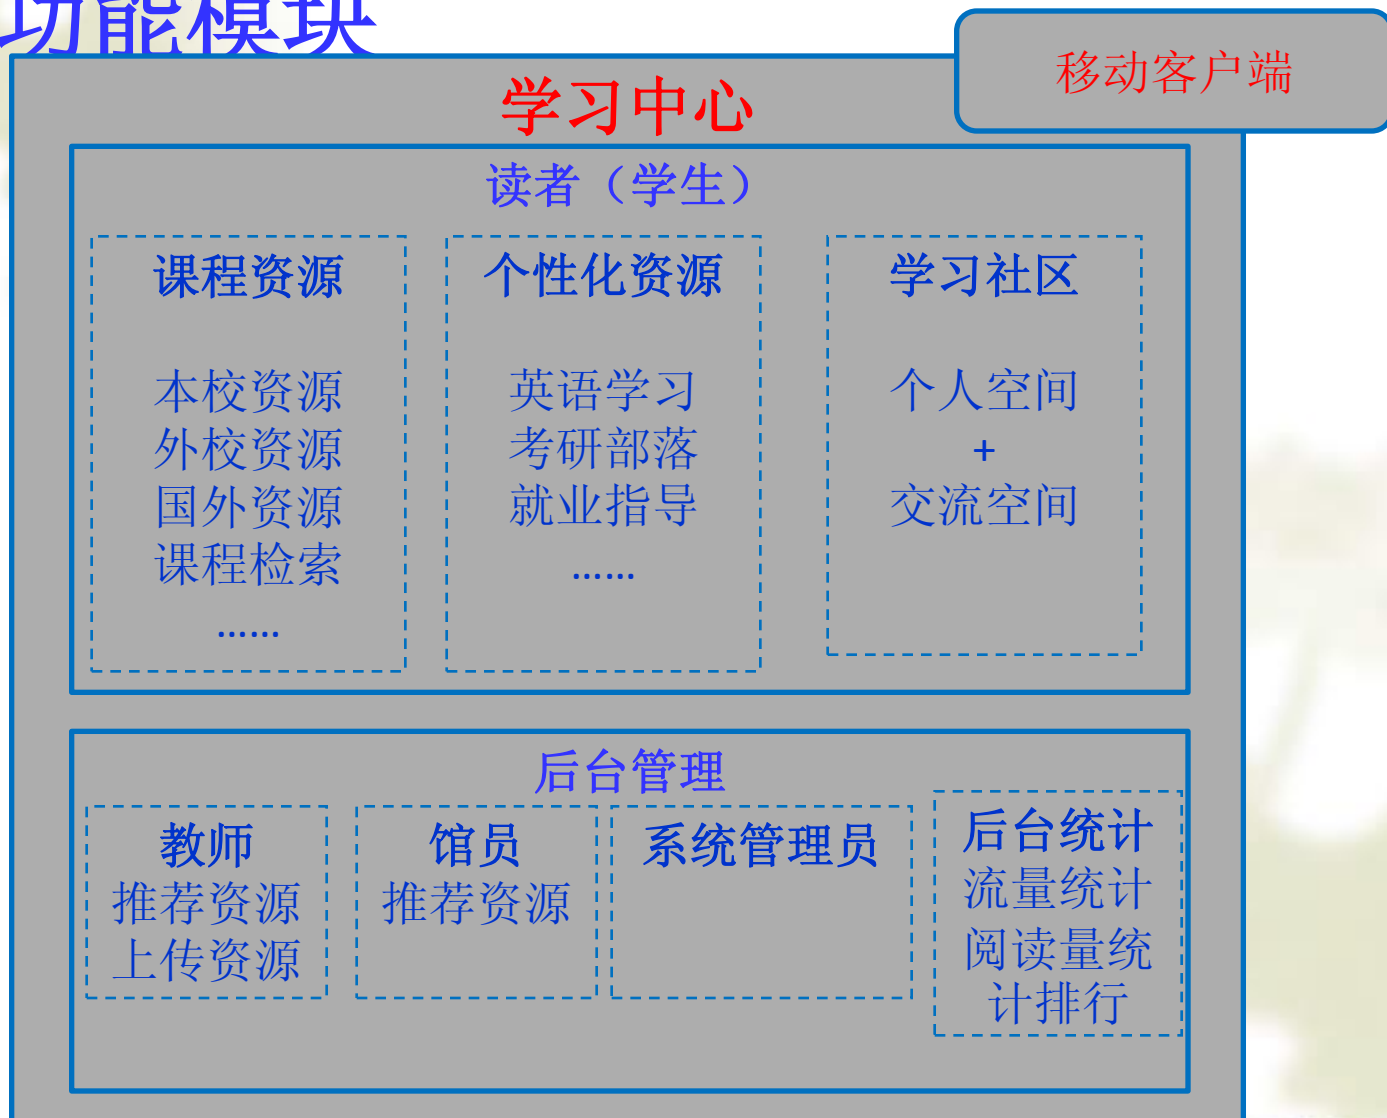 功能模块
移动客户端
学习中心
读者（学生）
课程资源
本校资源
外校资源
国外资源
课程检索
……
个性化资源
英语学习
考研部落
就业指导
……
学习社区
个人空间
+
交流空间
后台管理
教师
推荐资源
上传资源
馆员
推荐资源
系统管理员
后台统计
流量统计
阅读量统
计排行